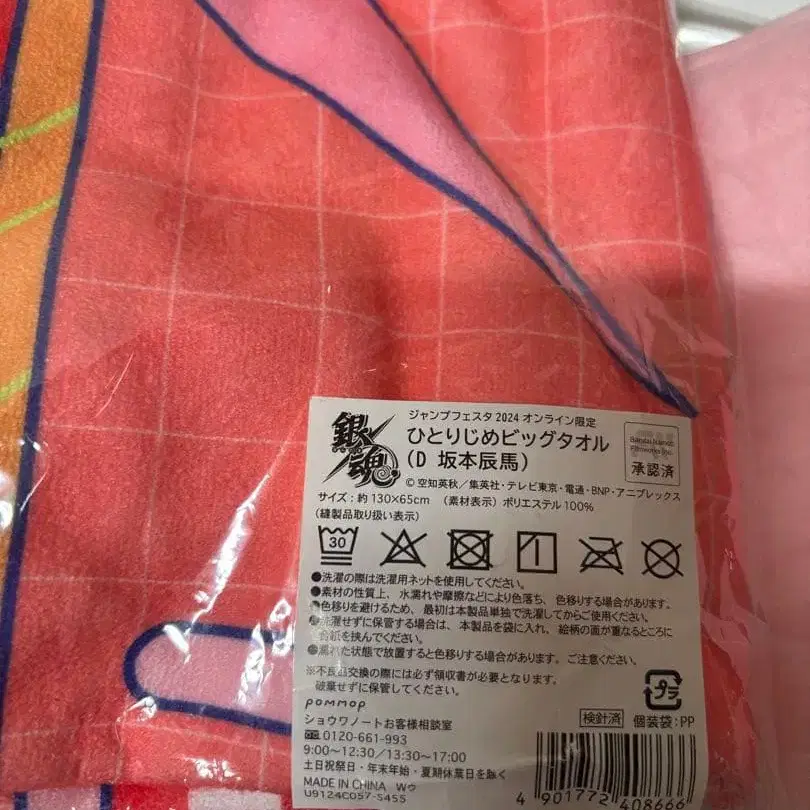 ジャンプフェスタ 2024 オンライン限定
銀魂
ひとりじめビッグタオル
(D 坂本辰馬)
Bandai Namco
Filmworks Inc.
承認済
©空知英秋／集英社・テレビ東京・電通・BNP・アニプレックス
サイズ：約130×65cm (素材表示) ポリエステル100%
(縫製品取り扱い表示)
30
●洗濯の際は洗濯用ネットを使用してください。
●素材の性質上、水濡れや摩擦などにより色落ち、色移りする場合があります。
●色移りを避けるため、最初は本製品単独で洗濯してからご使用ください。
●洗濯せずに保管する場合は、本製品を袋に入れ、絵柄の面が重なるところに
台紙を挟んでください。
●濡れた状態で放置すると色移りする場合があります。ご注意ください。
※不良品交換の際には必ず領収書が必要となります。
破棄せずに保管してください。
プラ
pommop
検針済
個装袋：PP
ショウワノートお客様相談室
0120-661-993
9:00〜12:30／13:30〜17:00
土日祝祭日・年末年始・夏期休業日を除く
MADE IN CHINA Wゥ
U9124C057-S455
4 901772 408666